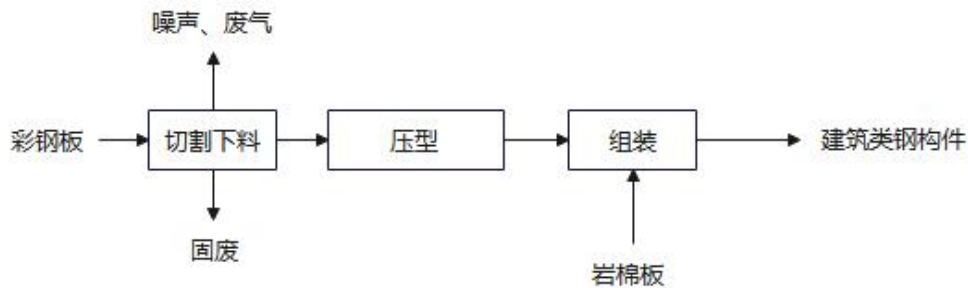 噪声、废气
彩钢板
切割下料
压型
组装
建筑类钢构件
固废
岩棉板